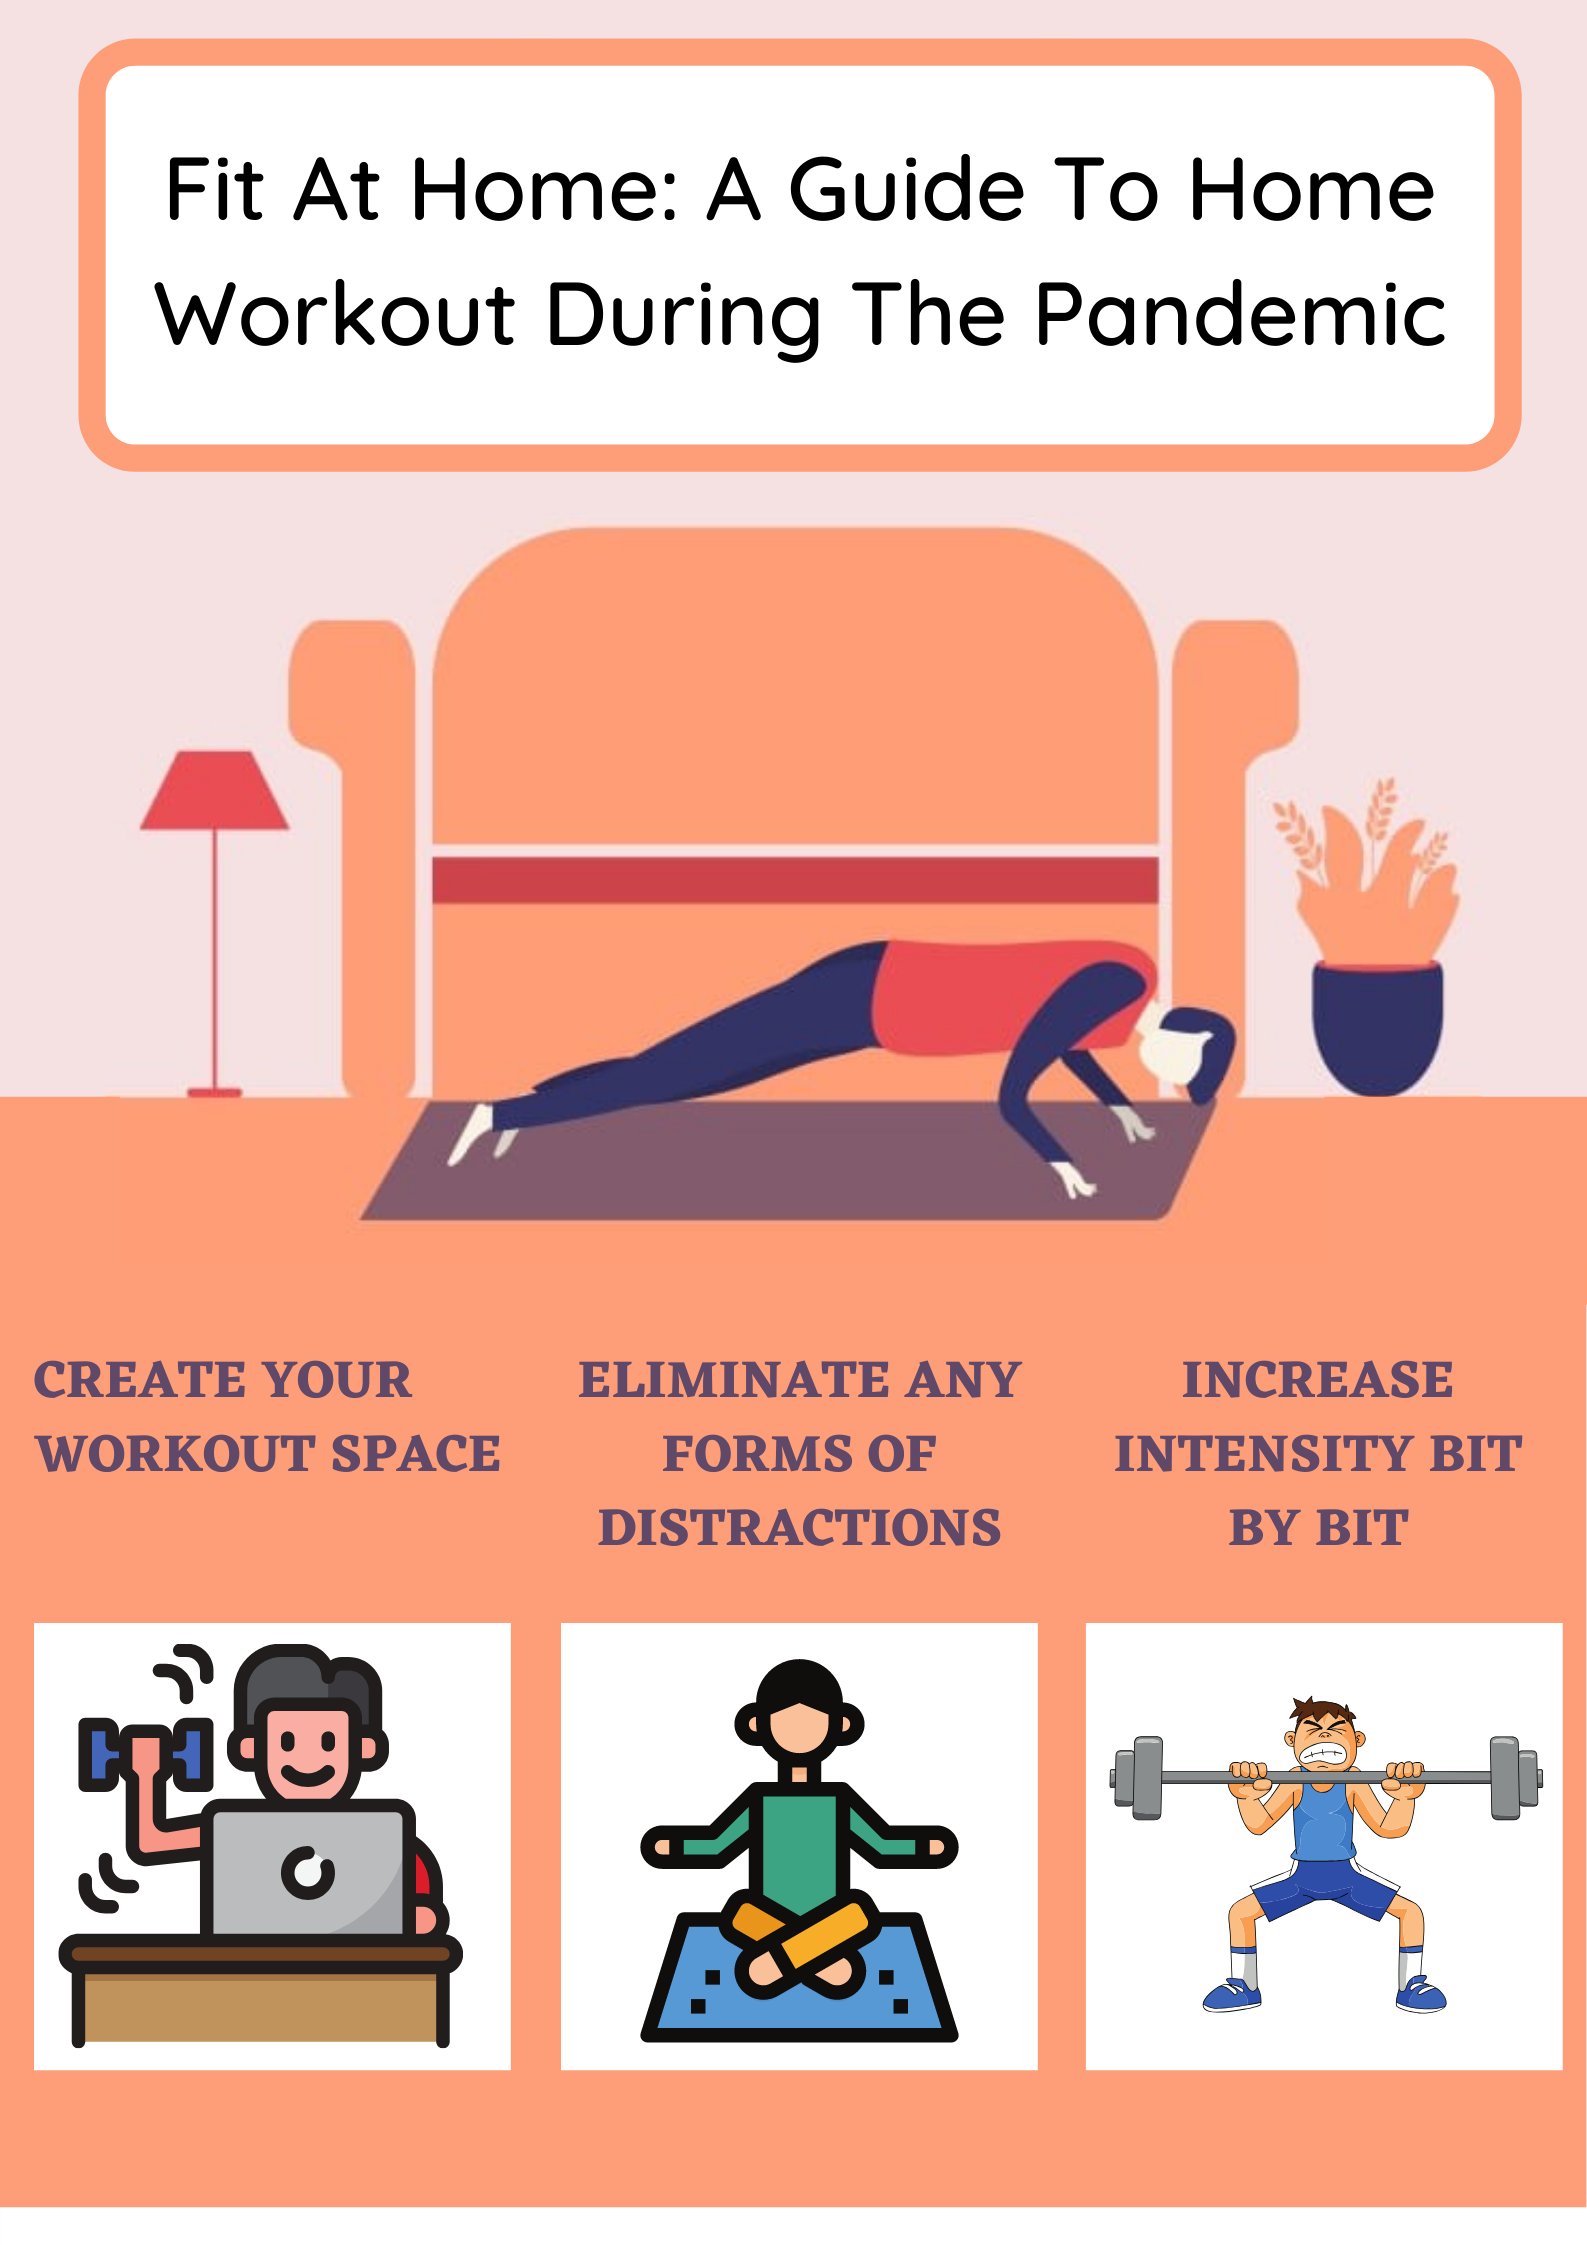 Fit At Home: A Guide To Home
Workout During The Pandemic
CREATE YOUR
WORKOUT SPACE
ELIMINATE ANY
FORMS OF
DISTRACTIONS
INCREASE
INTENSITY BIT
BY BIT